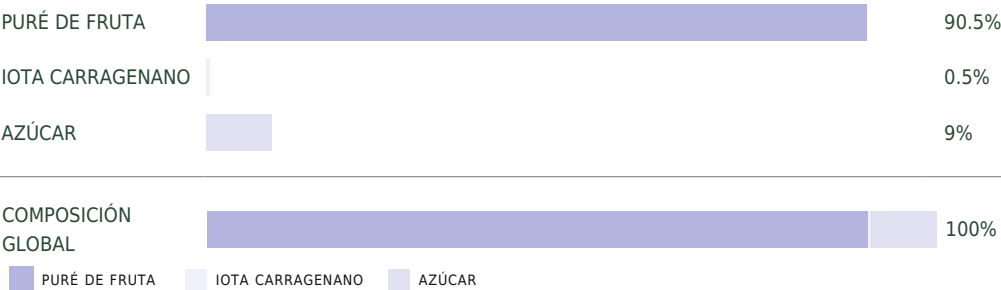 PURÉ DE FRUTA 90.5%
IOTA CARRAGENANO 0.5%
AZÚCAR 9%
COMPOSICIÓN
GLOBAL
100%
PURÉ DE FRUTA IOTA CARRAGENANO AZÚCAR